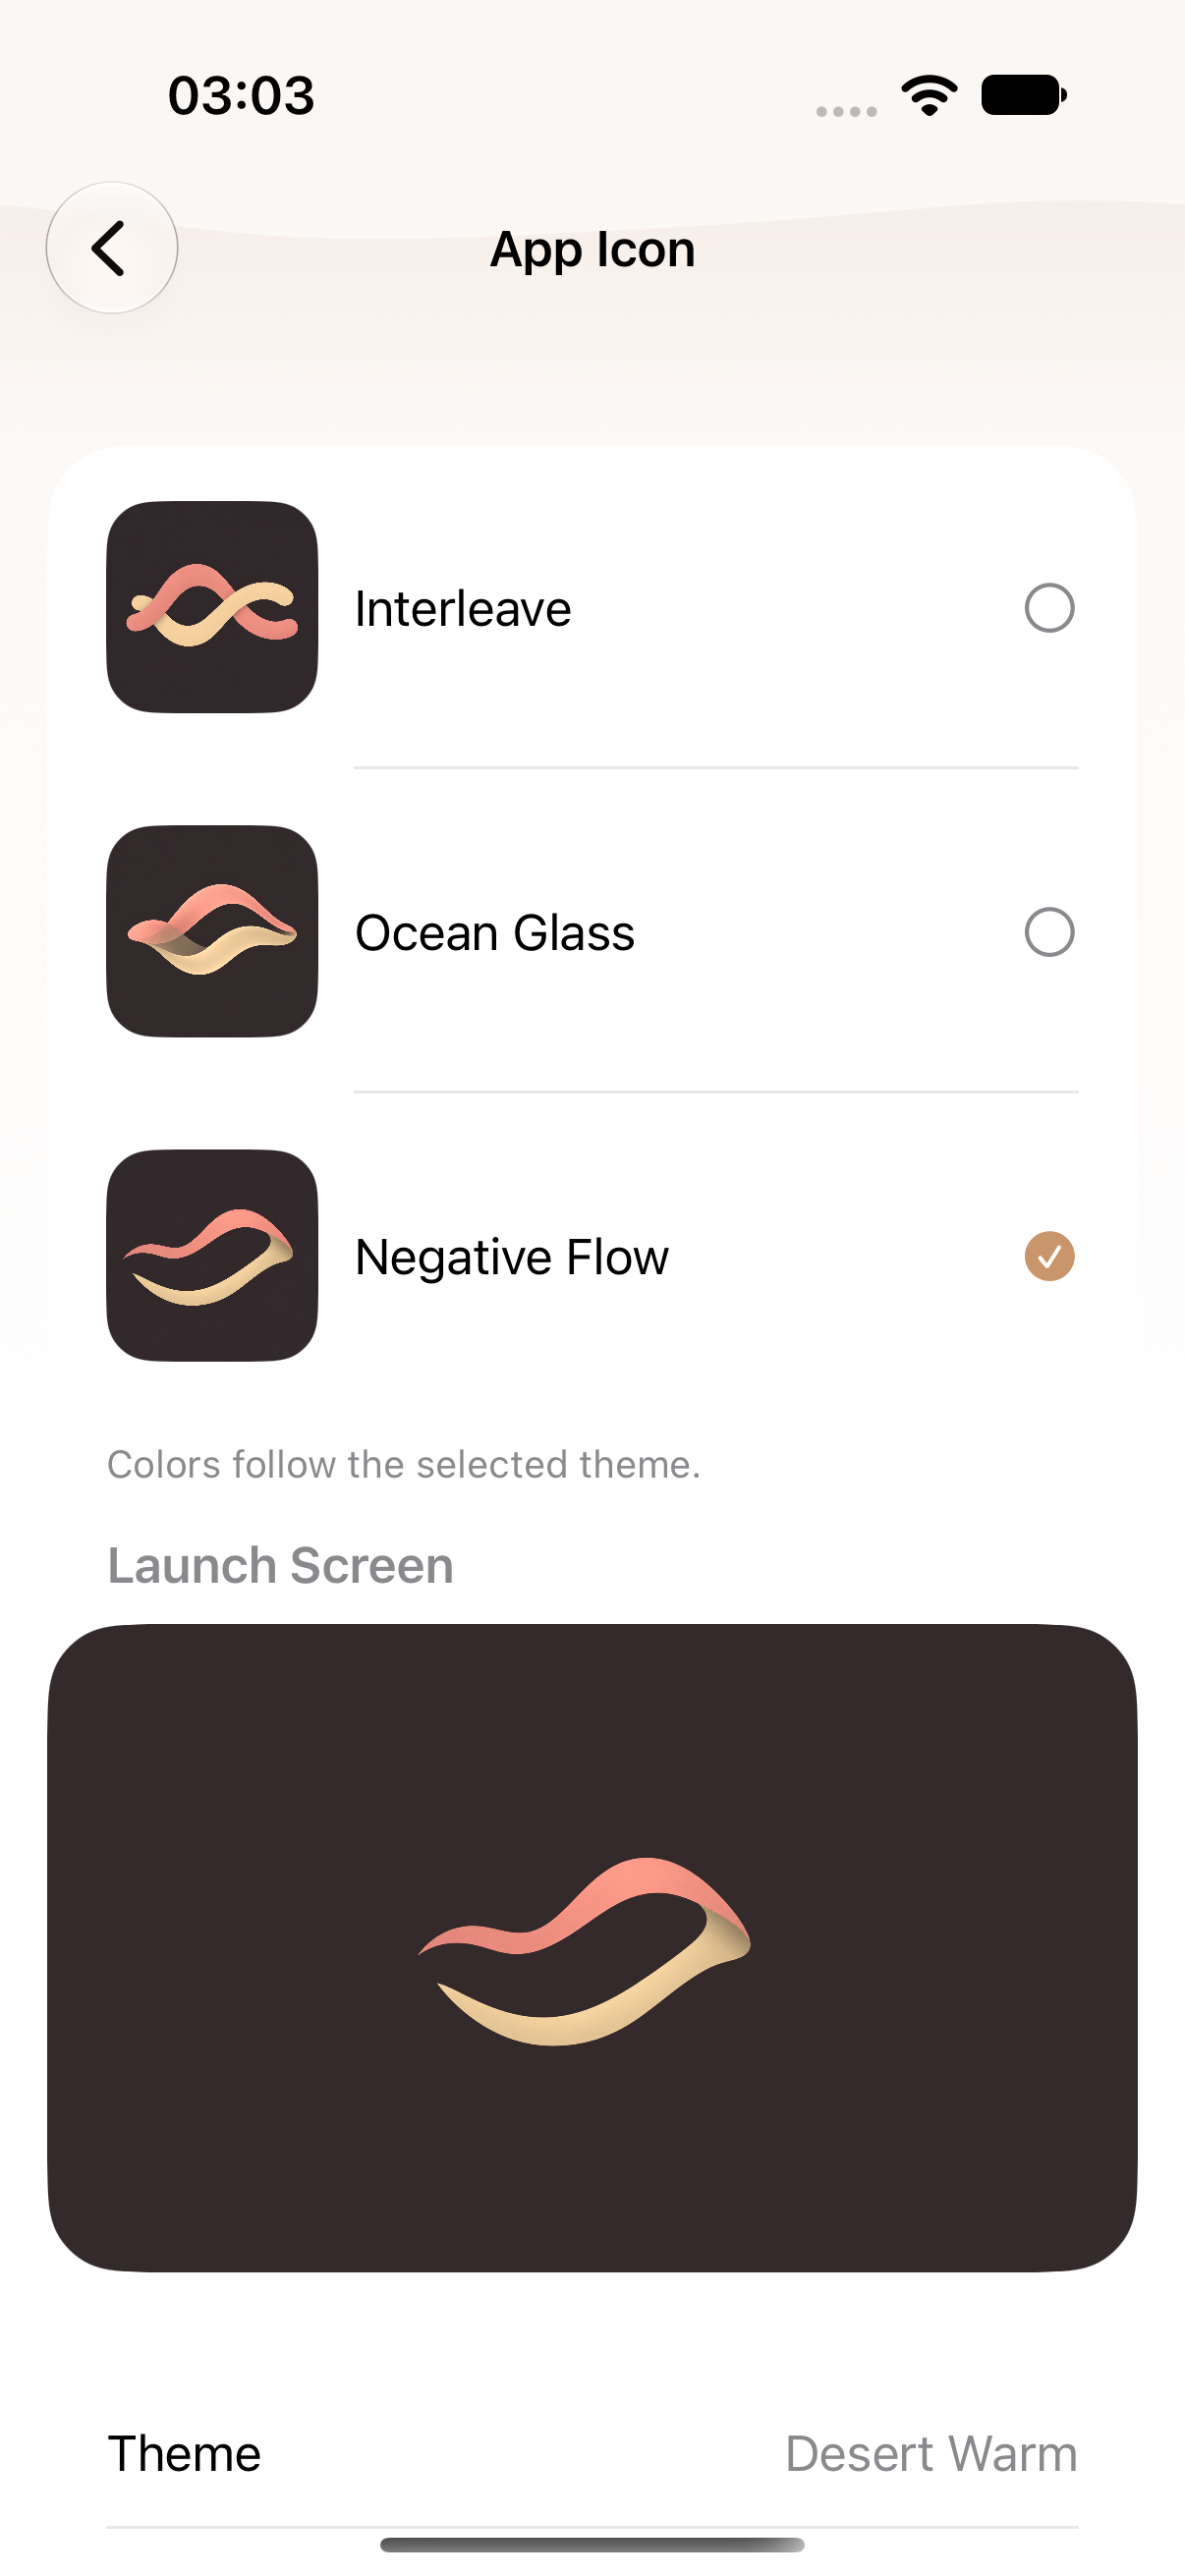 03:03
App Icon
Interleave
Ocean Glass
Negative Flow
Colors follow the selected theme.
Launch Screen
Theme Desert Warm